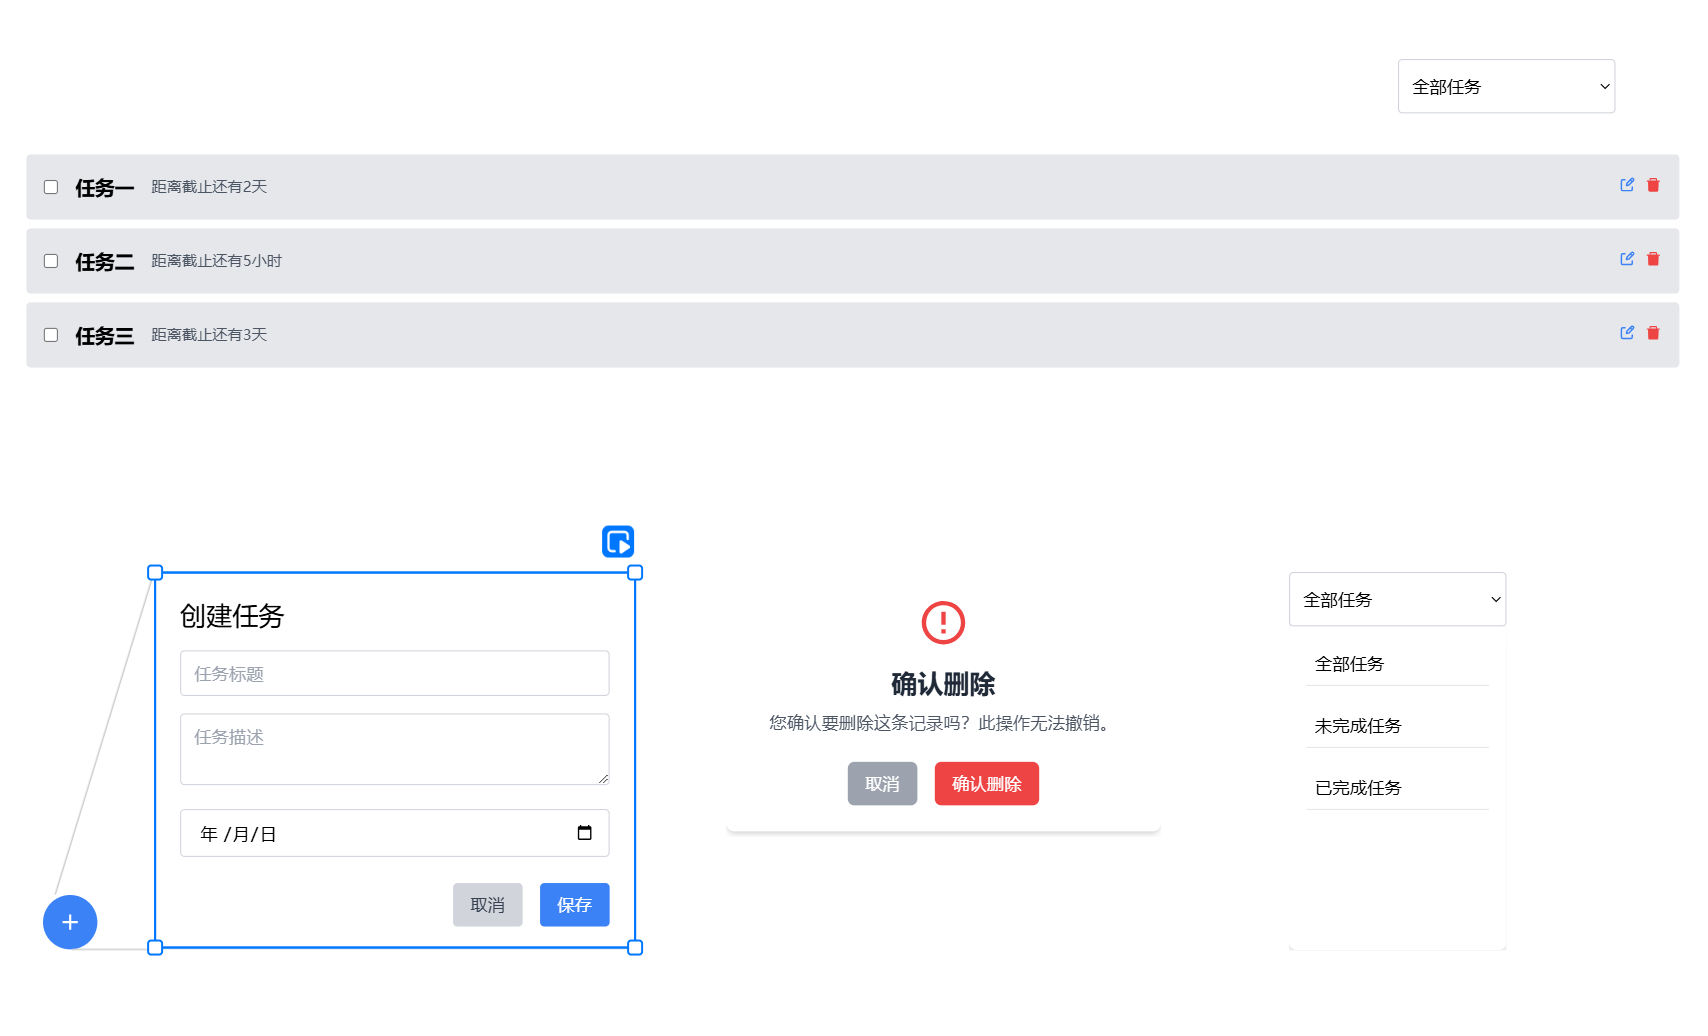 全部任务
任务一 距离截止还有2天
任务二 距离截止还有5小时
任务三 距离截止还有3天
创建任务
任务标题
任务描述
年 /月/日
取消 保存
确认删除
您确认要删除这条记录吗？此操作无法撤销。
取消 确认删除
全部任务
全部任务
未完成任务
已完成任务